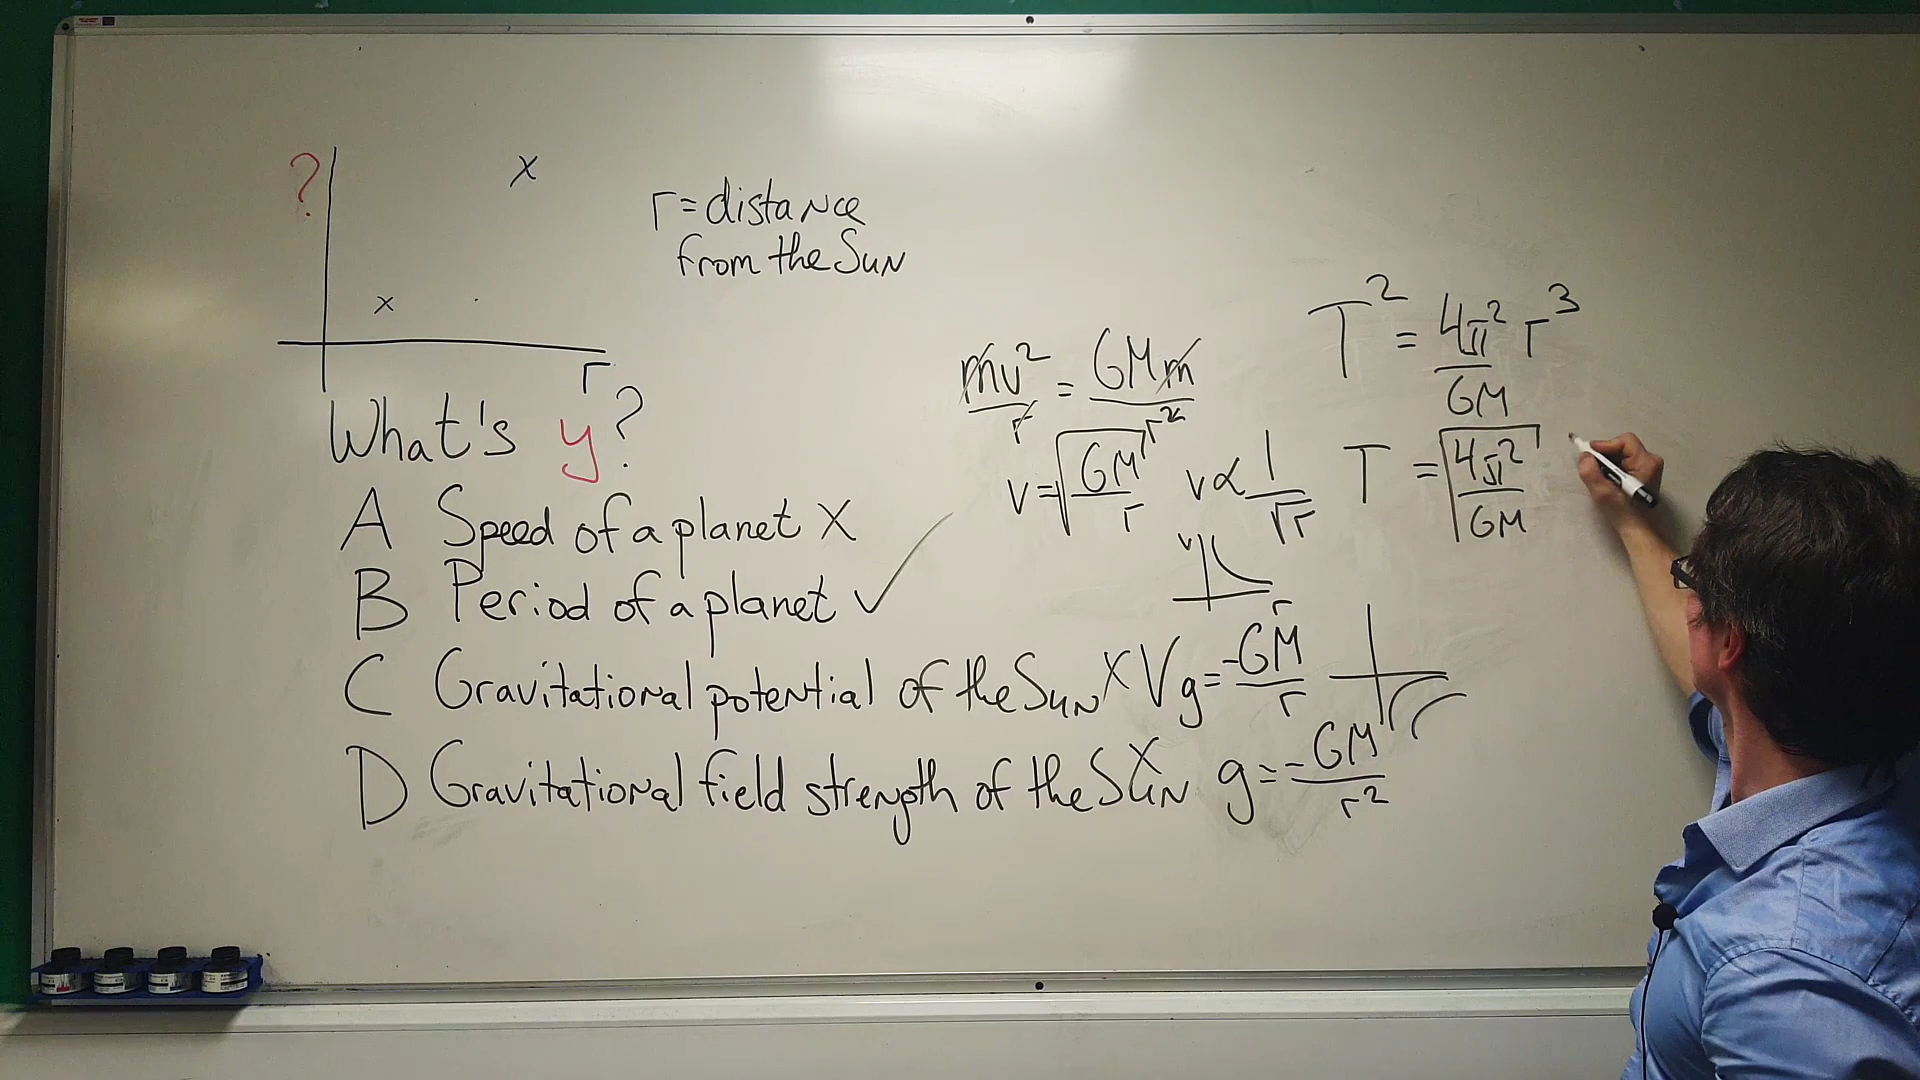 ?
x
x
r
r = distance
from the Sun
What's y?
A Speed of a planet X
B Period of a planet ✓
C Gravitational potential of the Sun X
D Gravitational field strength of the Sun X
mv²/r = GMm/r²
v = √(GM/r) v ∝ 1/√r
v
r
Vg = -GM/r
g = -GM/r²
T² = 4π²/GM r³
T = √(4π²/GM)